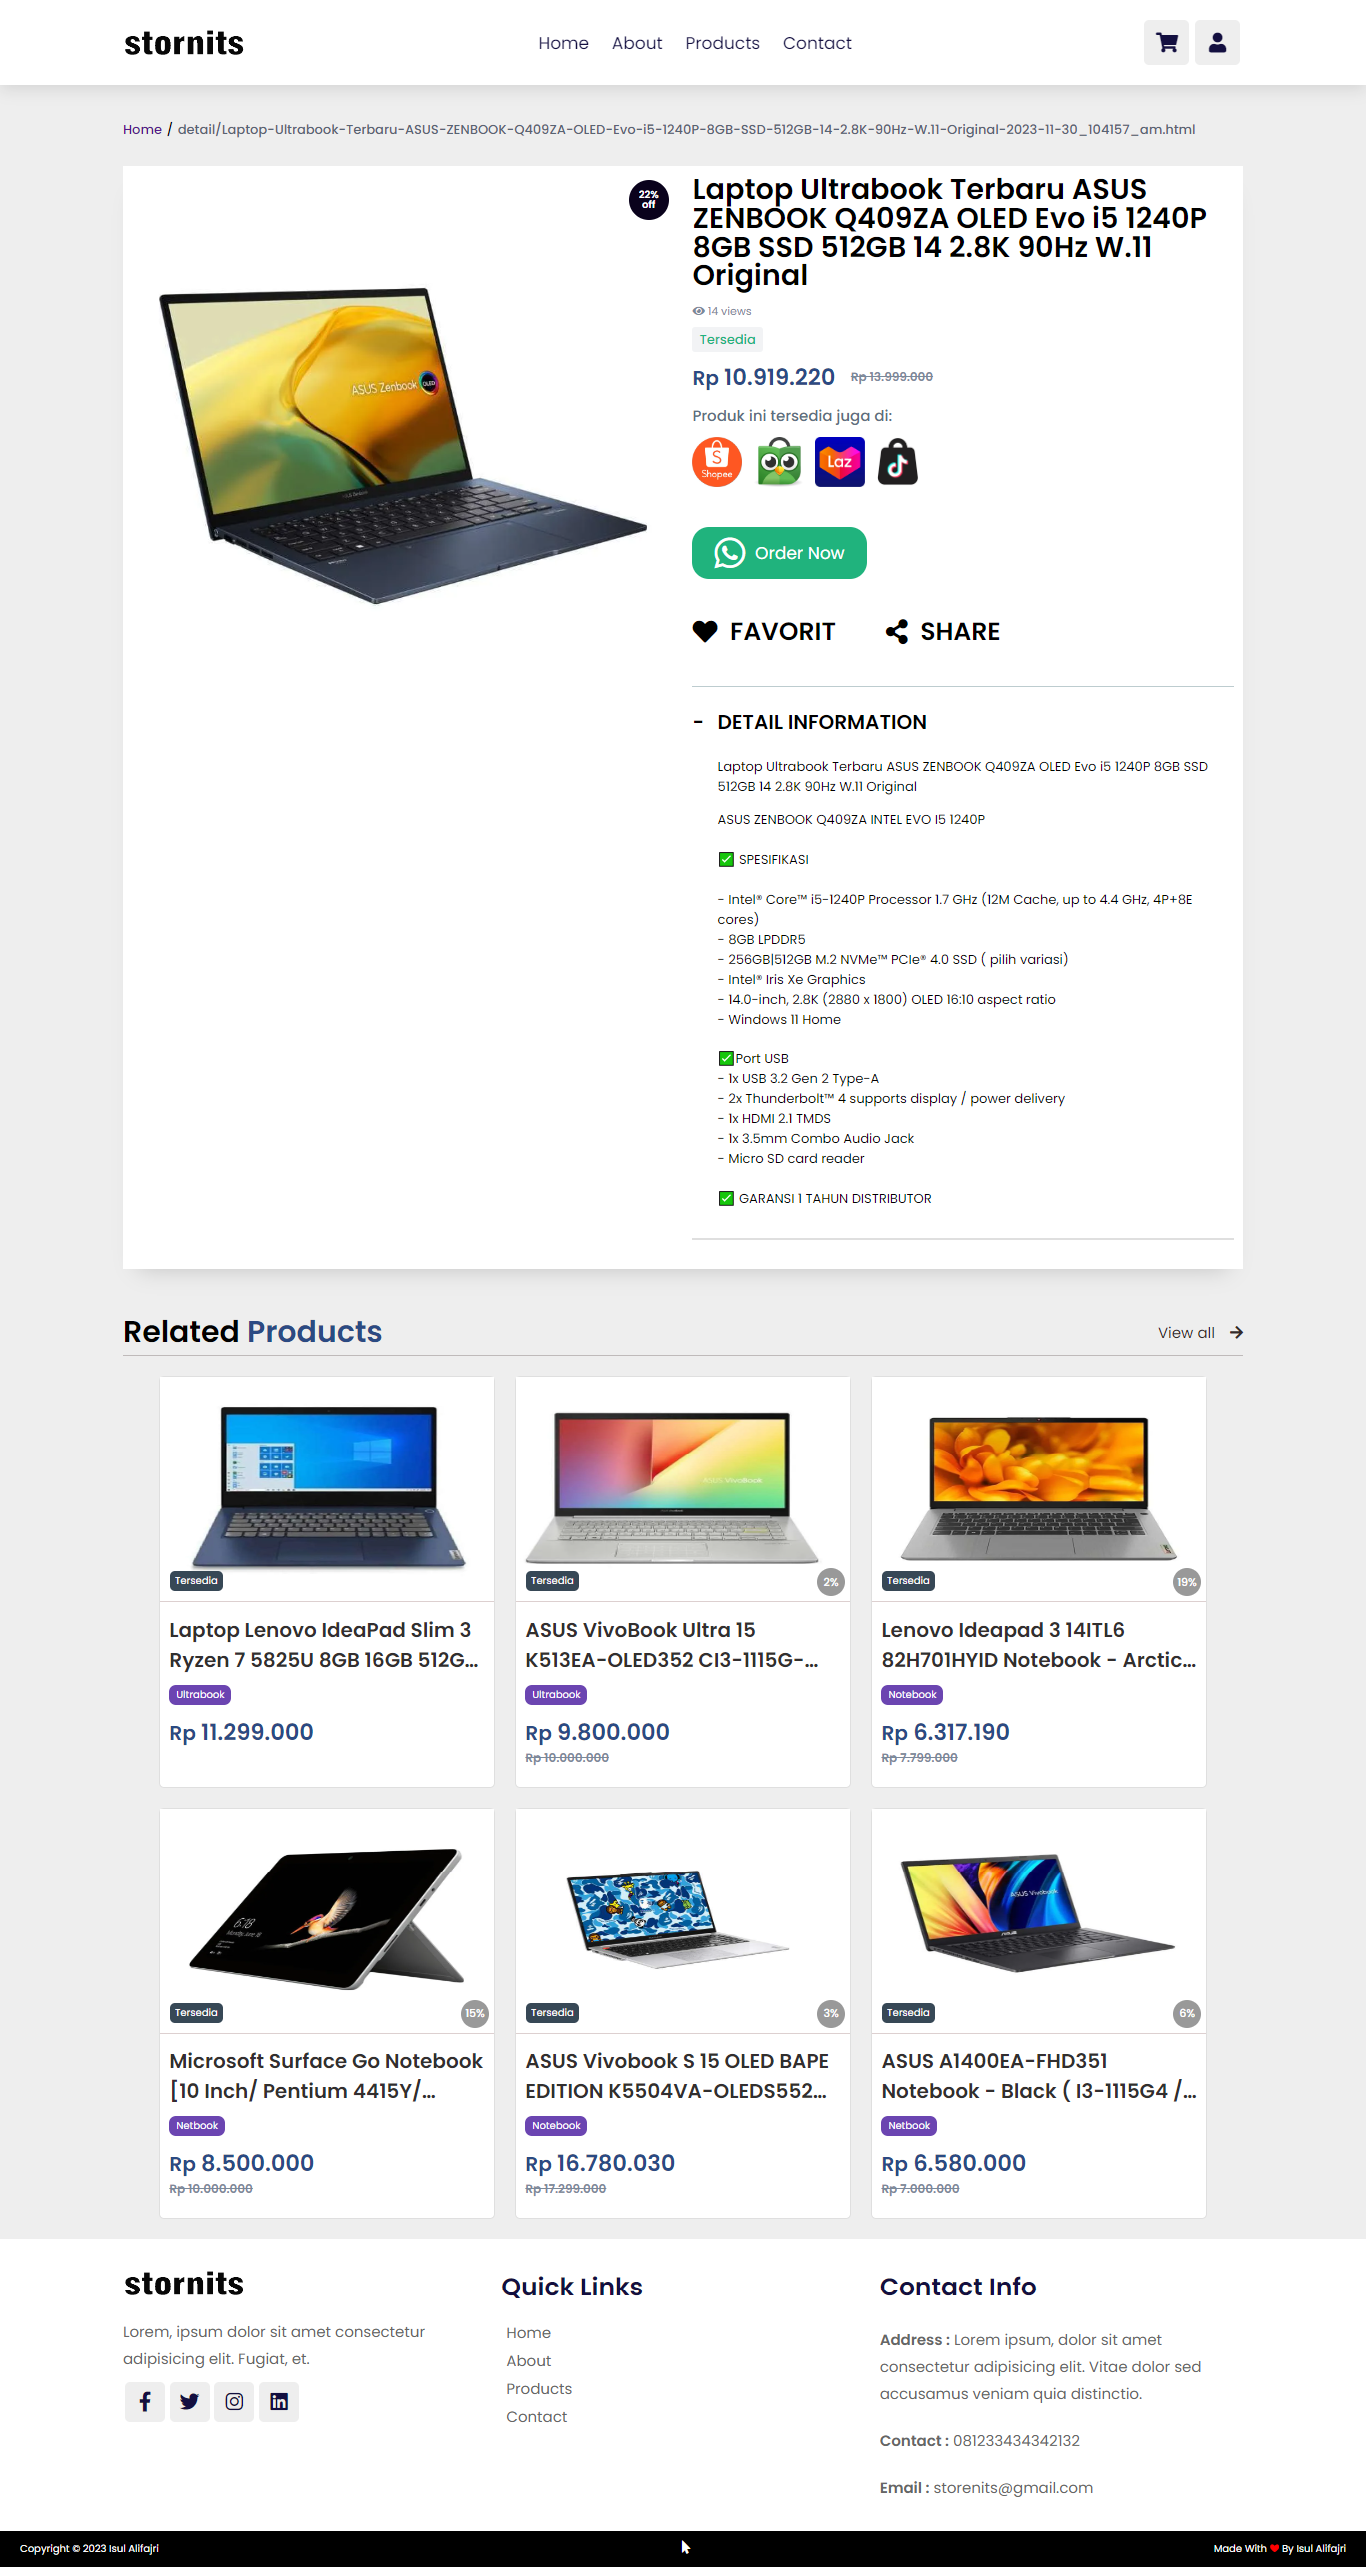 stornits
Home About Products Contact
Home / detail/Laptop-Ultrabook-Terbaru-ASUS-ZENBOOK-Q409ZA-OLED-Evo-i5-1240P-8GB-SSD-512GB-14-2.8K-90Hz-W.11-Original-2023-11-30_104157_am.html
22%
off
ASUS Zenbook OLED
Laptop Ultrabook Terbaru ASUS
ZENBOOK Q409ZA OLED Evo i5 1240P
8GB SSD 512GB 14 2.8K 90Hz W.11
Original
14 views
Tersedia
Rp 10.919.220 Rp 13.999.000
Produk ini tersedia juga di:
S
Shopee
Laz
Order Now
FAVORIT SHARE
- DETAIL INFORMATION
Laptop Ultrabook Terbaru ASUS ZENBOOK Q409ZA OLED Evo i5 1240P 8GB SSD
512GB 14 2.8K 90Hz W.11 Original
ASUS ZENBOOK Q409ZA INTEL EVO I5 1240P
✅ SPESIFIKASI
- Intel® Core™ i5-1240P Processor 1.7 GHz (12M Cache, up to 4.4 GHz, 4P+8E
cores)
- 8GB LPDDR5
- 256GB|512GB M.2 NVMe™ PCIe® 4.0 SSD ( pilih variasi)
- Intel® Iris Xe Graphics
- 14.0-inch, 2.8K (2880 x 1800) OLED 16:10 aspect ratio
- Windows 11 Home
✅Port USB
- 1x USB 3.2 Gen 2 Type-A
- 2x Thunderbolt™ 4 supports display / power delivery
- 1x HDMI 2.1 TMDS
- 1x 3.5mm Combo Audio Jack
- Micro SD card reader
✅ GARANSI 1 TAHUN DISTRIBUTOR
Related Products
View all
Tersedia
Laptop Lenovo IdeaPad Slim 3
Ryzen 7 5825U 8GB 16GB 512G...
Ultrabook
Rp 11.299.000
ASUS VivoBook
Tersedia
2%
ASUS VivoBook Ultra 15
K513EA-OLED352 CI3-1115G-...
Ultrabook
Rp 9.800.000
Rp 10.000.000
Tersedia
19%
Lenovo Ideapad 3 14ITL6
82H701HYID Notebook - Arctic...
Notebook
Rp 6.317.190
Rp 7.799.000
6:18
Tersedia
15%
Microsoft Surface Go Notebook
[10 Inch/ Pentium 4415Y/...
Netbook
Rp 8.500.000
Rp 10.000.000
Tersedia
3%
ASUS Vivobook S 15 OLED BAPE
EDITION K5504VA-OLEDS552...
Notebook
Rp 16.780.030
Rp 17.299.000
ASUS Vivobook
Tersedia
6%
ASUS A1400EA-FHD351
Notebook - Black ( I3-1115G4 /...
Netbook
Rp 6.580.000
Rp 7.000.000
stornits
Lorem, ipsum dolor sit amet consectetur
adipisicing elit. Fugiat, et.
Quick Links
Home
About
Products
Contact
Contact Info
Address : Lorem ipsum, dolor sit amet
consectetur adipisicing elit. Vitae dolor sed
accusamus veniam quia distinctio.
Contact : 081233434342132
Email : storenits@gmail.com
Copyright © 2023 Isul Alifajri
Made With ❤ By Isul Alifajri